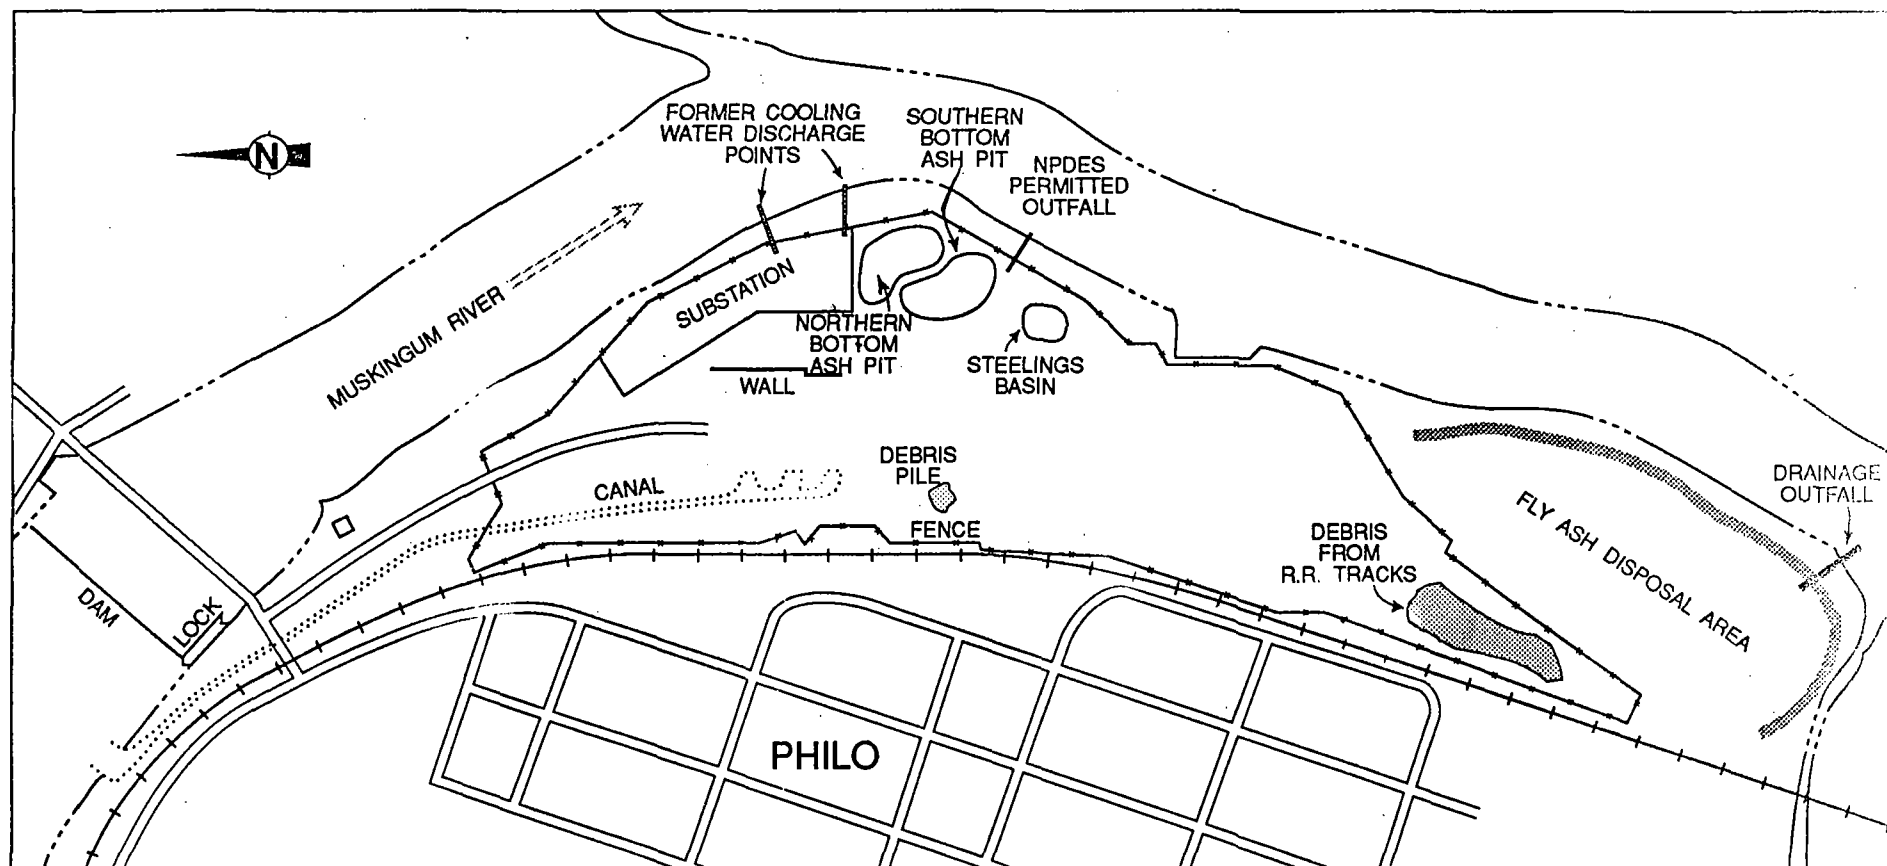 FORMER COOLING
WATER DISCHARGE
POINTS
SOUTHERN
BOTTOM
ASH PIT
NPDES
PERMITTED
OUTFALL
N
MUSKINGUM RIVER
SUBSTATION
NORTHERN
BOTTOM
ASH PIT
STEELINGS
BASIN
WALL
CANAL
DEBRIS
PILE
FENCE
DEBRIS
FROM
R.R. TRACKS
FLY ASH DISPOSAL AREA
DRAINAGE
OUTFALL
DAM
LOCK
PHILO